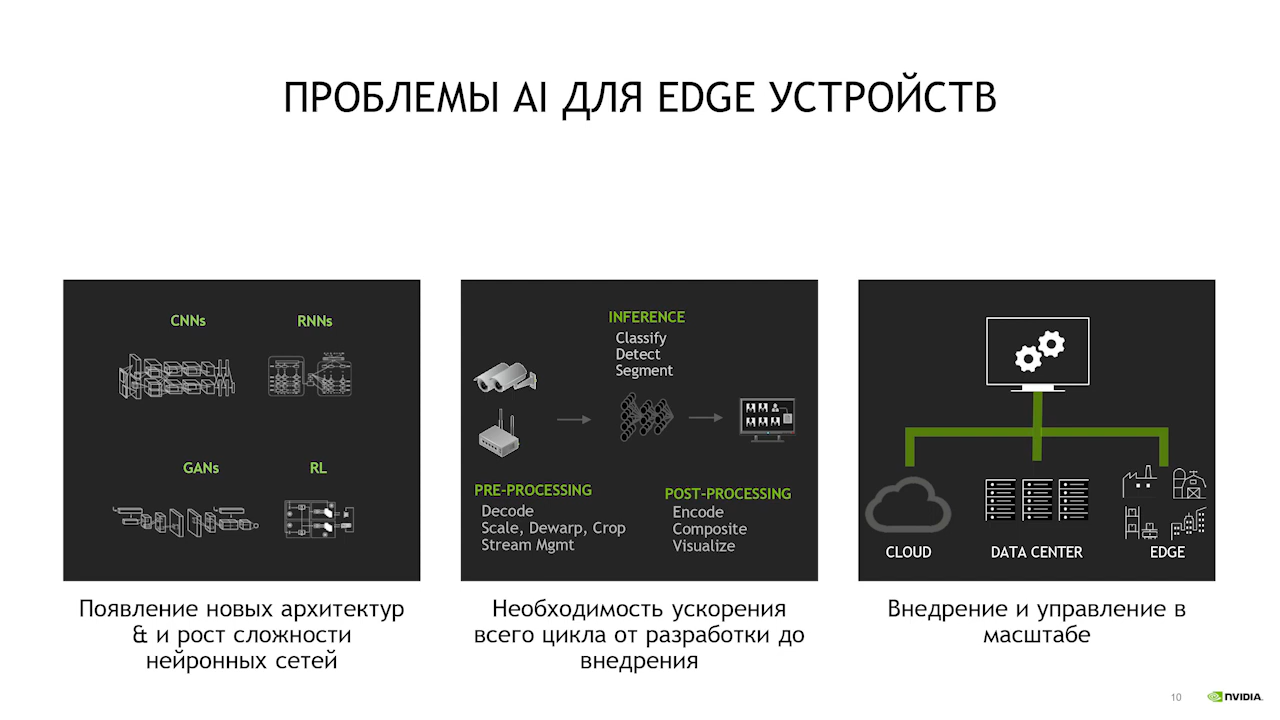 ПРОБЛЕМЫ AI ДЛЯ EDGE УСТРОЙСТВ
CNNs
RNNs
GANs
RL
Появление новых архитектур
& и рост сложности
нейронных сетей
INFERENCE
Classify
Detect
Segment
PRE-PROCESSING
Decode
Scale, Dewarp, Crop
Stream Mgmt
POST-PROCESSING
Encode
Composite
Visualize
Необходимость ускорения
всего цикла от разработки до
внедрения
CLOUD
DATA CENTER
EDGE
Внедрение и управление в
масштабе
10
NVIDIA.